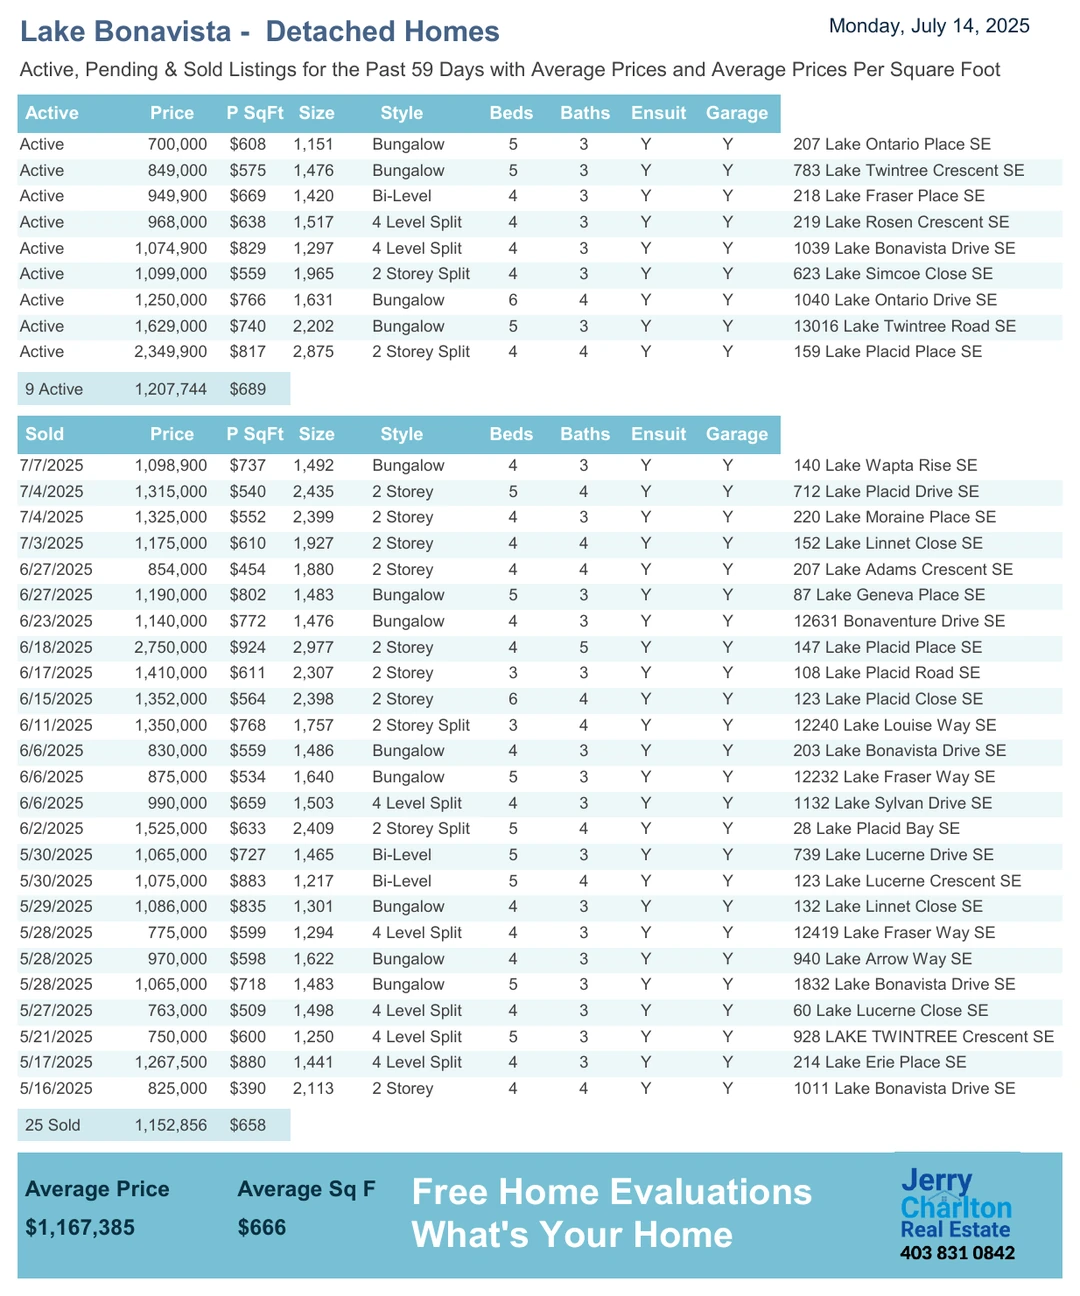 Lake Bonavista -  Detached Homes
Monday, July 14, 2025
Active, Pending & Sold Listings for the Past 59 Days with Average Prices and Average Prices Per Square Foot
Active Price P SqFt Size Style Beds Baths Ensuit Garage
Active 700,000 $608 1,151 Bungalow 5 3 Y Y 207 Lake Ontario Place SE
Active 849,000 $575 1,476 Bungalow 5 3 Y Y 783 Lake Twintree Crescent SE
Active 949,900 $669 1,420 Bi-Level 4 3 Y Y 218 Lake Fraser Place SE
Active 968,000 $638 1,517 4 Level Split 4 3 Y Y 219 Lake Rosen Crescent SE
Active 1,074,900 $829 1,297 4 Level Split 4 3 Y Y 1039 Lake Bonavista Drive SE
Active 1,099,000 $559 1,965 2 Storey Split 4 3 Y Y 623 Lake Simcoe Close SE
Active 1,250,000 $766 1,631 Bungalow 6 4 Y Y 1040 Lake Ontario Drive SE
Active 1,629,000 $740 2,202 Bungalow 5 3 Y Y 13016 Lake Twintree Road SE
Active 2,349,900 $817 2,875 2 Storey Split 4 4 Y Y 159 Lake Placid Place SE
9 Active 1,207,744 $689
Sold Price P SqFt Size Style Beds Baths Ensuit Garage
7/7/2025 1,098,900 $737 1,492 Bungalow 4 3 Y Y 140 Lake Wapta Rise SE
7/4/2025 1,315,000 $540 2,435 2 Storey 5 4 Y Y 712 Lake Placid Drive SE
7/4/2025 1,325,000 $552 2,399 2 Storey 4 3 Y Y 220 Lake Moraine Place SE
7/3/2025 1,175,000 $610 1,927 2 Storey 4 4 Y Y 152 Lake Linnet Close SE
6/27/2025 854,000 $454 1,880 2 Storey 4 4 Y Y 207 Lake Adams Crescent SE
6/27/2025 1,190,000 $802 1,483 Bungalow 5 3 Y Y 87 Lake Geneva Place SE
6/23/2025 1,140,000 $772 1,476 Bungalow 4 3 Y Y 12631 Bonaventure Drive SE
6/18/2025 2,750,000 $924 2,977 2 Storey 4 5 Y Y 147 Lake Placid Place SE
6/17/2025 1,410,000 $611 2,307 2 Storey 3 3 Y Y 108 Lake Placid Road SE
6/15/2025 1,352,000 $564 2,398 2 Storey 6 4 Y Y 123 Lake Placid Close SE
6/11/2025 1,350,000 $768 1,757 2 Storey Split 3 4 Y Y 12240 Lake Louise Way SE
6/6/2025 830,000 $559 1,486 Bungalow 4 3 Y Y 203 Lake Bonavista Drive SE
6/6/2025 875,000 $534 1,640 Bungalow 5 3 Y Y 12232 Lake Fraser Way SE
6/6/2025 990,000 $659 1,503 4 Level Split 4 3 Y Y 1132 Lake Sylvan Drive SE
6/2/2025 1,525,000 $633 2,409 2 Storey Split 5 4 Y Y 28 Lake Placid Bay SE
5/30/2025 1,065,000 $727 1,465 Bi-Level 5 3 Y Y 739 Lake Lucerne Drive SE
5/30/2025 1,075,000 $883 1,217 Bi-Level 5 4 Y Y 123 Lake Lucerne Crescent SE
5/29/2025 1,086,000 $835 1,301 Bungalow 4 3 Y Y 132 Lake Linnet Close SE
5/28/2025 775,000 $599 1,294 4 Level Split 4 3 Y Y 12419 Lake Fraser Way SE
5/28/2025 970,000 $598 1,622 Bungalow 4 3 Y Y 940 Lake Arrow Way SE
5/28/2025 1,065,000 $718 1,483 Bungalow 5 3 Y Y 1832 Lake Bonavista Drive SE
5/27/2025 763,000 $509 1,498 4 Level Split 4 3 Y Y 60 Lake Lucerne Close SE
5/21/2025 750,000 $600 1,250 4 Level Split 5 3 Y Y 928 LAKE TWINTREE Crescent SE
5/17/2025 1,267,500 $880 1,441 4 Level Split 4 3 Y Y 214 Lake Erie Place SE
5/16/2025 825,000 $390 2,113 2 Storey 4 4 Y Y 1011 Lake Bonavista Drive SE
25 Sold 1,152,856 $658
Average Price Average Sq F
$1,167,385 $666
Free Home Evaluations
What's Your Home
Jerry
Charlton
Real Estate
403 831 0842